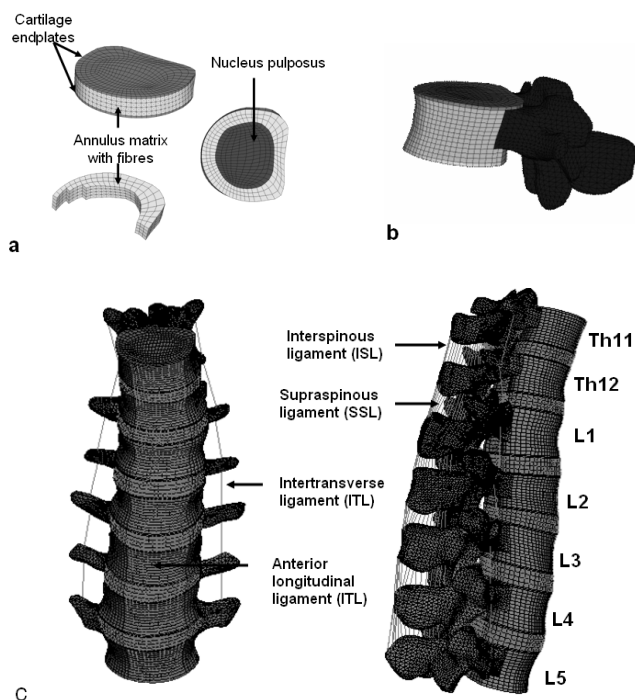 Cartilage
endplates
Nucleus pulposus
Annulus matrix
with fibres
a
b
Interspinous
ligament (ISL)
Supraspinous
ligament (SSL)
Intertransverse
ligament (ITL)
Anterior
longitudinal
ligament (ITL)
Th11
Th12
L1
L2
L3
L4
L5
C